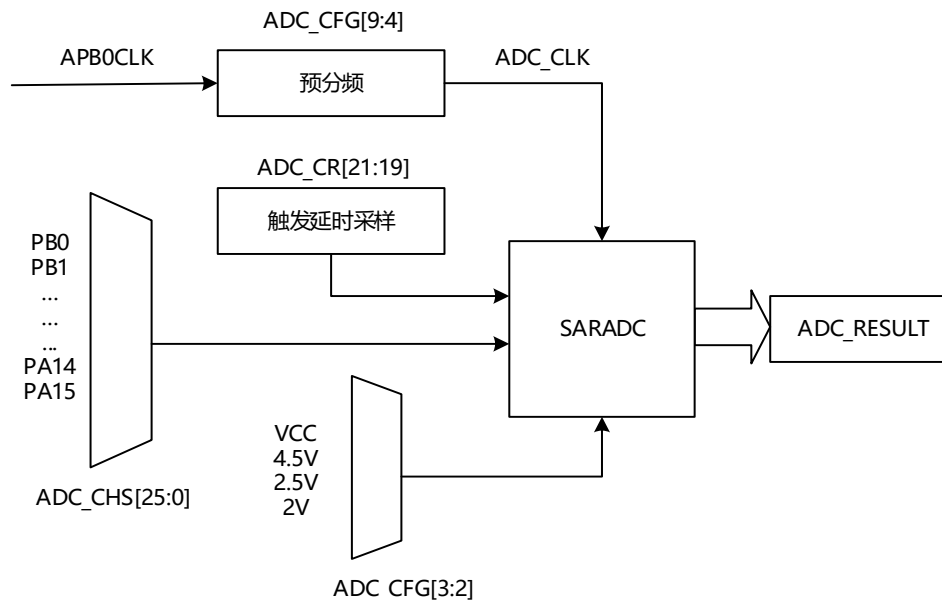 ADC_CFG[9:4]
APB0CLK
预分频
ADC_CLK
ADC_CR[21:19]
触发延时采样
PB0
PB1
...
...
...
PA14
PA15
ADC_CHS[25:0]
SARADC
ADC_RESULT
VCC
4.5V
2.5V
2V
ADC CFG[3:2]